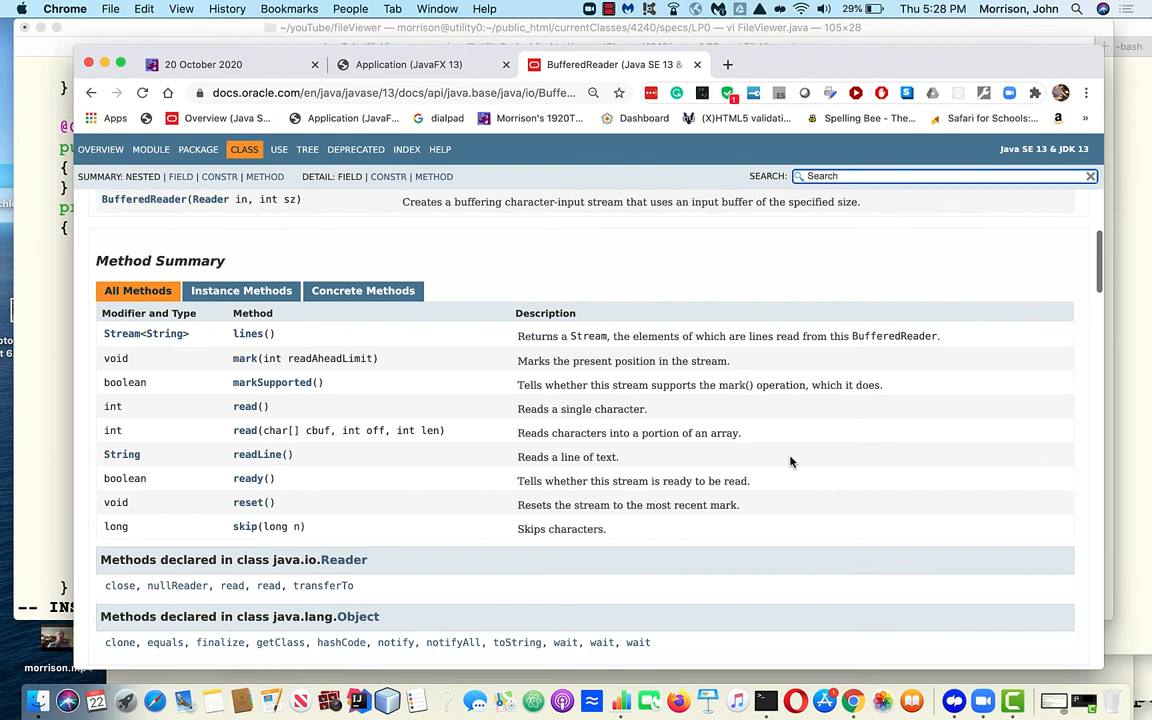 Chrome File Edit View History Bookmarks People Tab Window Help 29% Thu 5:28 PM Morrison, John
~/youTube/fileViewer — morrison@utility0:~/public_html/currentClasses/4240/specs/LP0 — vi FileViewer.java — 105×28
-bash
20 October 2020 Application (JavaFX 13) BufferedReader (Java SE 13 &
docs.oracle.com/en/java/javase/13/docs/api/java.base/java/io/Buffe...
Apps Overview (Java S... Application (JavaF... dialpad Morrison's 1920T... Dashboard (X)HTML5 validati... Spelling Bee - The... Safari for Schools:... »
OVERVIEW MODULE PACKAGE CLASS USE TREE DEPRECATED INDEX HELP Java SE 13 & JDK 13
SUMMARY: NESTED | FIELD | CONSTR | METHOD DETAIL: FIELD | CONSTR | METHOD SEARCH: Search
BufferedReader(Reader in, int sz) Creates a buffering character-input stream that uses an input buffer of the specified size.
Method Summary
All Methods Instance Methods Concrete Methods
Modifier and Type Method Description
Stream<String> lines() Returns a Stream, the elements of which are lines read from this BufferedReader.
void mark(int readAheadLimit) Marks the present position in the stream.
boolean markSupported() Tells whether this stream supports the mark() operation, which it does.
int read() Reads a single character.
int read(char[] cbuf, int off, int len) Reads characters into a portion of an array.
String readLine() Reads a line of text.
boolean ready() Tells whether this stream is ready to be read.
void reset() Resets the stream to the most recent mark.
long skip(long n) Skips characters.
Methods declared in class java.io.Reader
close, nullReader, read, read, transferTo
Methods declared in class java.lang.Object
clone, equals, finalize, getClass, hashCode, notify, notifyAll, toString, wait, wait, wait
}
{
}
{
}
-- INS